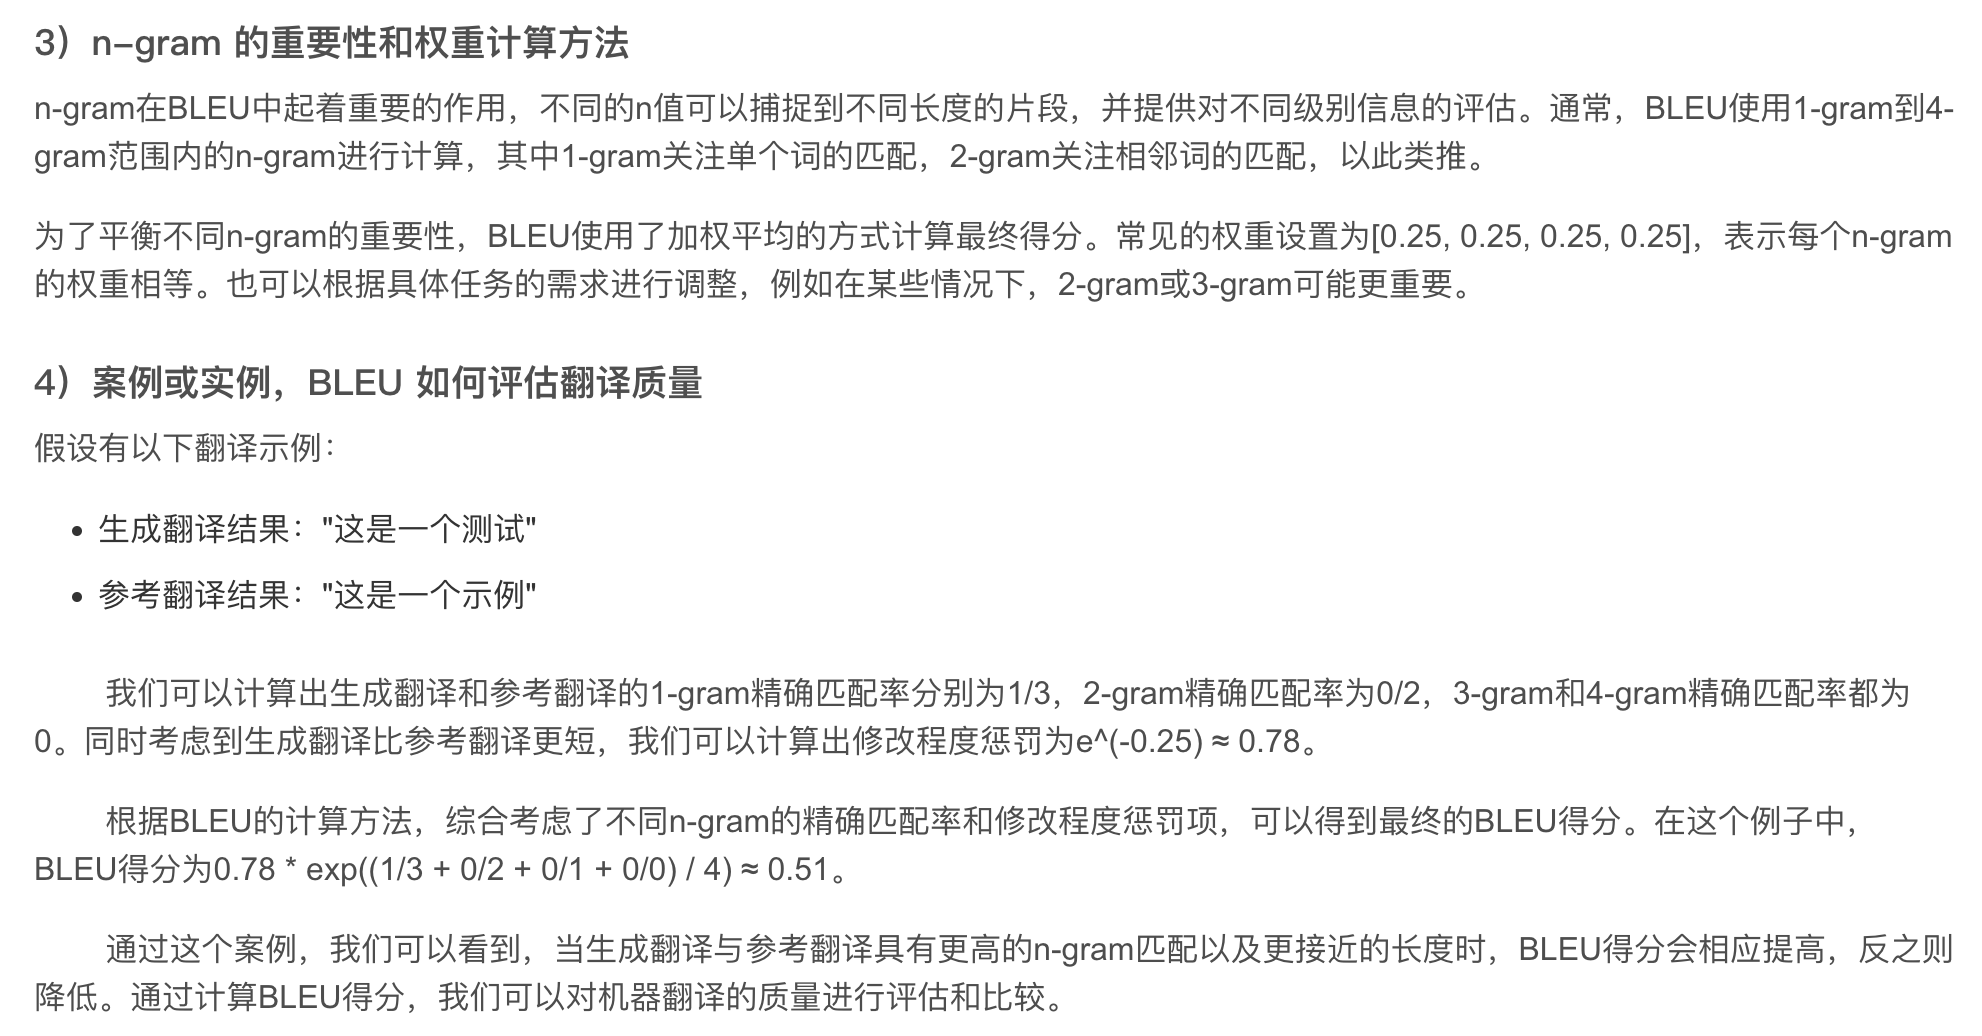 3）n-gram 的重要性和权重计算方法
n-gram在BLEU中起着重要的作用，不同的n值可以捕捉到不同长度的片段，并提供对不同级别信息的评估。通常，BLEU使用1-gram到4-
gram范围内的n-gram进行计算，其中1-gram关注单个词的匹配，2-gram关注相邻词的匹配，以此类推。
为了平衡不同n-gram的重要性，BLEU使用了加权平均的方式计算最终得分。常见的权重设置为[0.25, 0.25, 0.25, 0.25]，表示每个n-gram
的权重相等。也可以根据具体任务的需求进行调整，例如在某些情况下，2-gram或3-gram可能更重要。
4）案例或实例，BLEU 如何评估翻译质量
假设有以下翻译示例：
• 生成翻译结果："这是一个测试"
• 参考翻译结果："这是一个示例"
我们可以计算出生成翻译和参考翻译的1-gram精确匹配率分别为1/3，2-gram精确匹配率为0/2，3-gram和4-gram精确匹配率都为
0。同时考虑到生成翻译比参考翻译更短，我们可以计算出修改程度惩罚为e^(-0.25) ≈ 0.78。
根据BLEU的计算方法，综合考虑了不同n-gram的精确匹配率和修改程度惩罚项，可以得到最终的BLEU得分。在这个例子中，
BLEU得分为0.78 * exp((1/3 + 0/2 + 0/1 + 0/0) / 4) ≈ 0.51。
通过这个案例，我们可以看到，当生成翻译与参考翻译具有更高的n-gram匹配以及更接近的长度时，BLEU得分会相应提高，反之则
降低。通过计算BLEU得分，我们可以对机器翻译的质量进行评估和比较。